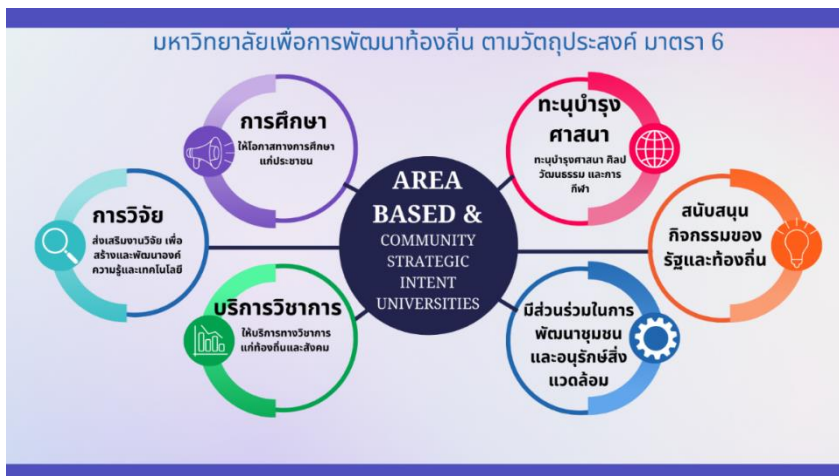 มหาวิทยาลัยเพื่อการพัฒนาท้องถิ่น ตามวัตถุประสงค์ มาตรา 6
การศึกษา
ให้โอกาสทางการศึกษา
แก่ประชาชน
ทะนุบำรุง
ศาสนา
ทะนุบำรุงศาสนา ศิลป
วัฒนธรรม และการ
กีฬา
การวิจัย
ส่งเสริมงานวิจัย เพื่อ
สร้างและพัฒนาองค์
ความรู้และเทคโนโลยี
AREA
BASED &
COMMUNITY
STRATEGIC
INTENT
UNIVERSITIES
สนับสนุน
กิจกรรมของ
รัฐและท้องถิ่น
บริการวิชาการ
ให้บริการทางวิชาการ
แก่ท้องถิ่นและสังคม
มีส่วนร่วมในการ
พัฒนาชุมชน
และอนุรักษ์สิ่ง
แวดล้อม